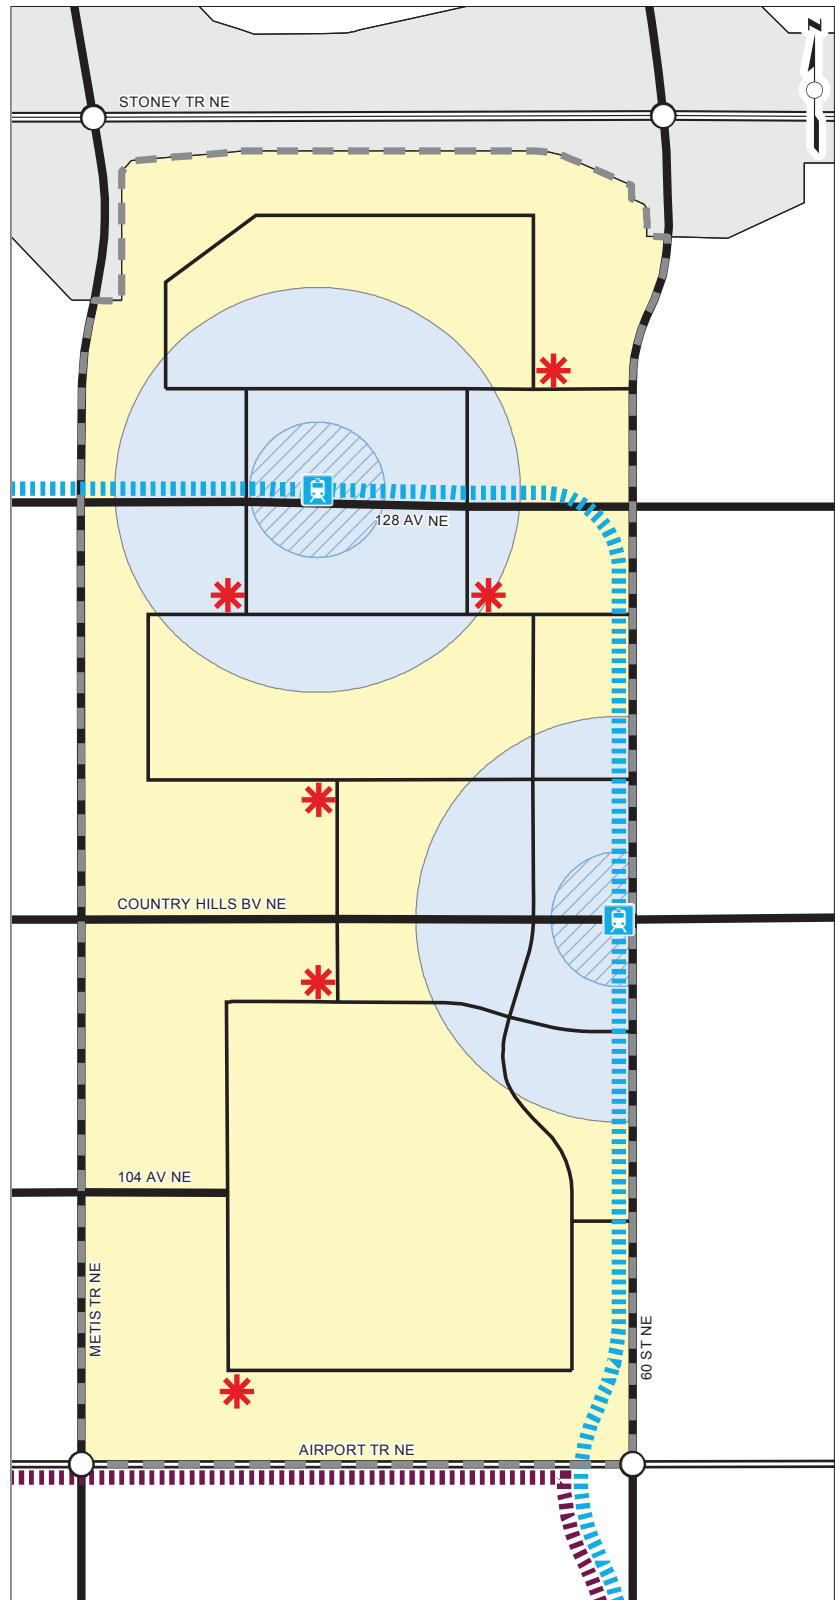 STONEY TR NE
128 AV NE
COUNTRY HILLS BV NE
104 AV NE
METIS TR NE
60 ST NE
AIRPORT TR NE